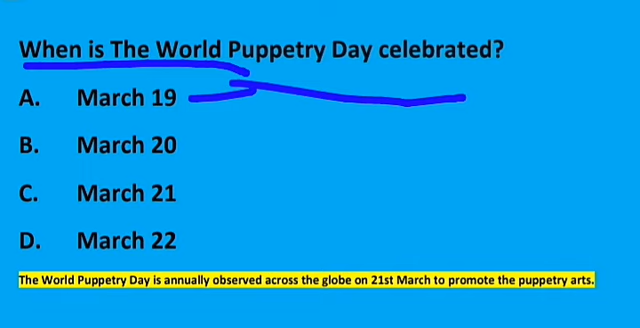 When is The World Puppetry Day celebrated?
A. March 19
B. March 20
C. March 21
D. March 22
The World Puppetry Day is annually observed across the globe on 21st March to promote the puppetry arts.